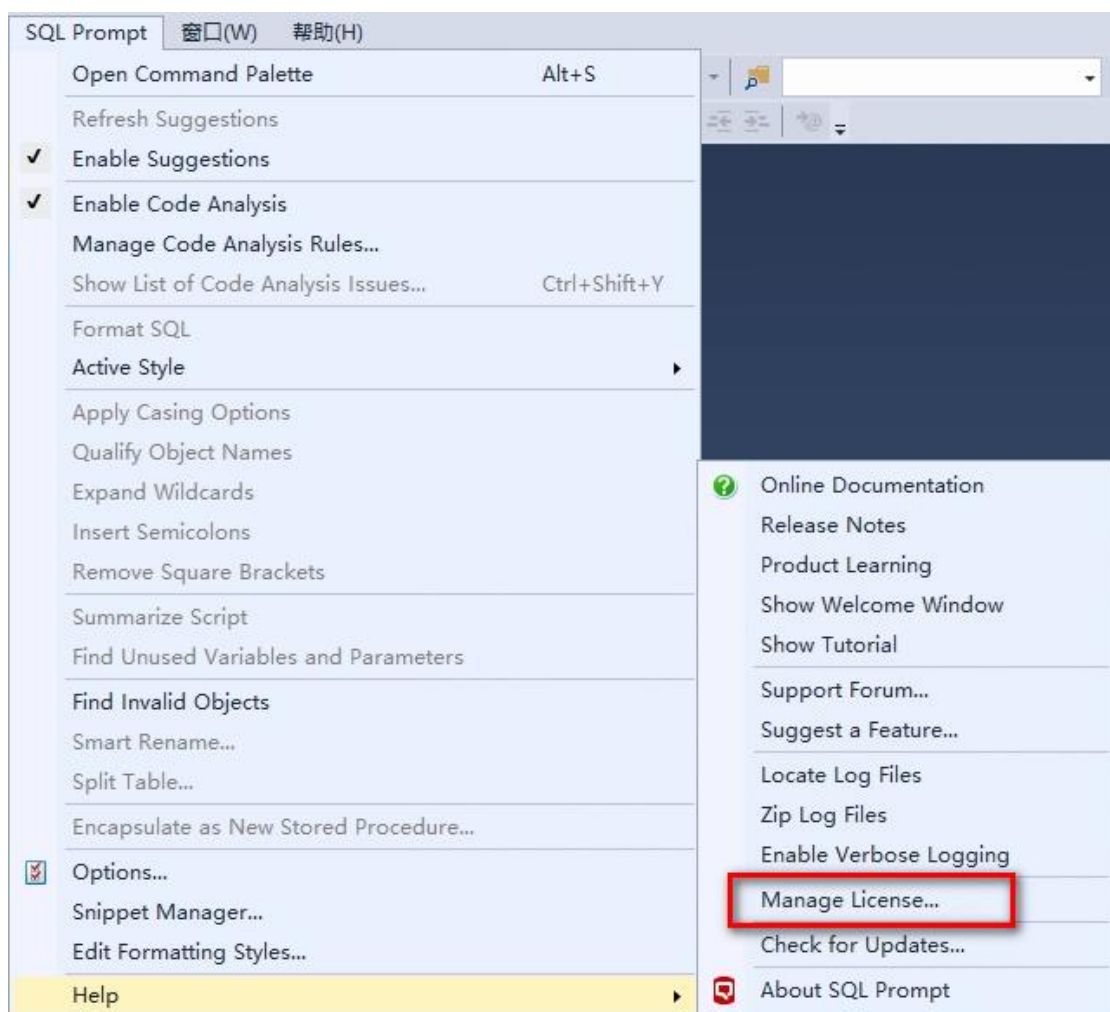 SQL Prompt 窗口(W) 帮助(H)
Open Command Palette Alt+S
Refresh Suggestions
Enable Suggestions
Enable Code Analysis
Manage Code Analysis Rules...
Show List of Code Analysis Issues... Ctrl+Shift+Y
Format SQL
Active Style
Apply Casing Options
Qualify Object Names
Expand Wildcards
Insert Semicolons
Remove Square Brackets
Summarize Script
Find Unused Variables and Parameters
Find Invalid Objects
Smart Rename...
Split Table...
Encapsulate as New Stored Procedure...
Options...
Snippet Manager...
Edit Formatting Styles...
Help
Online Documentation
Release Notes
Product Learning
Show Welcome Window
Show Tutorial
Support Forum...
Suggest a Feature...
Locate Log Files
Zip Log Files
Enable Verbose Logging
Manage License...
Check for Updates...
About SQL Prompt